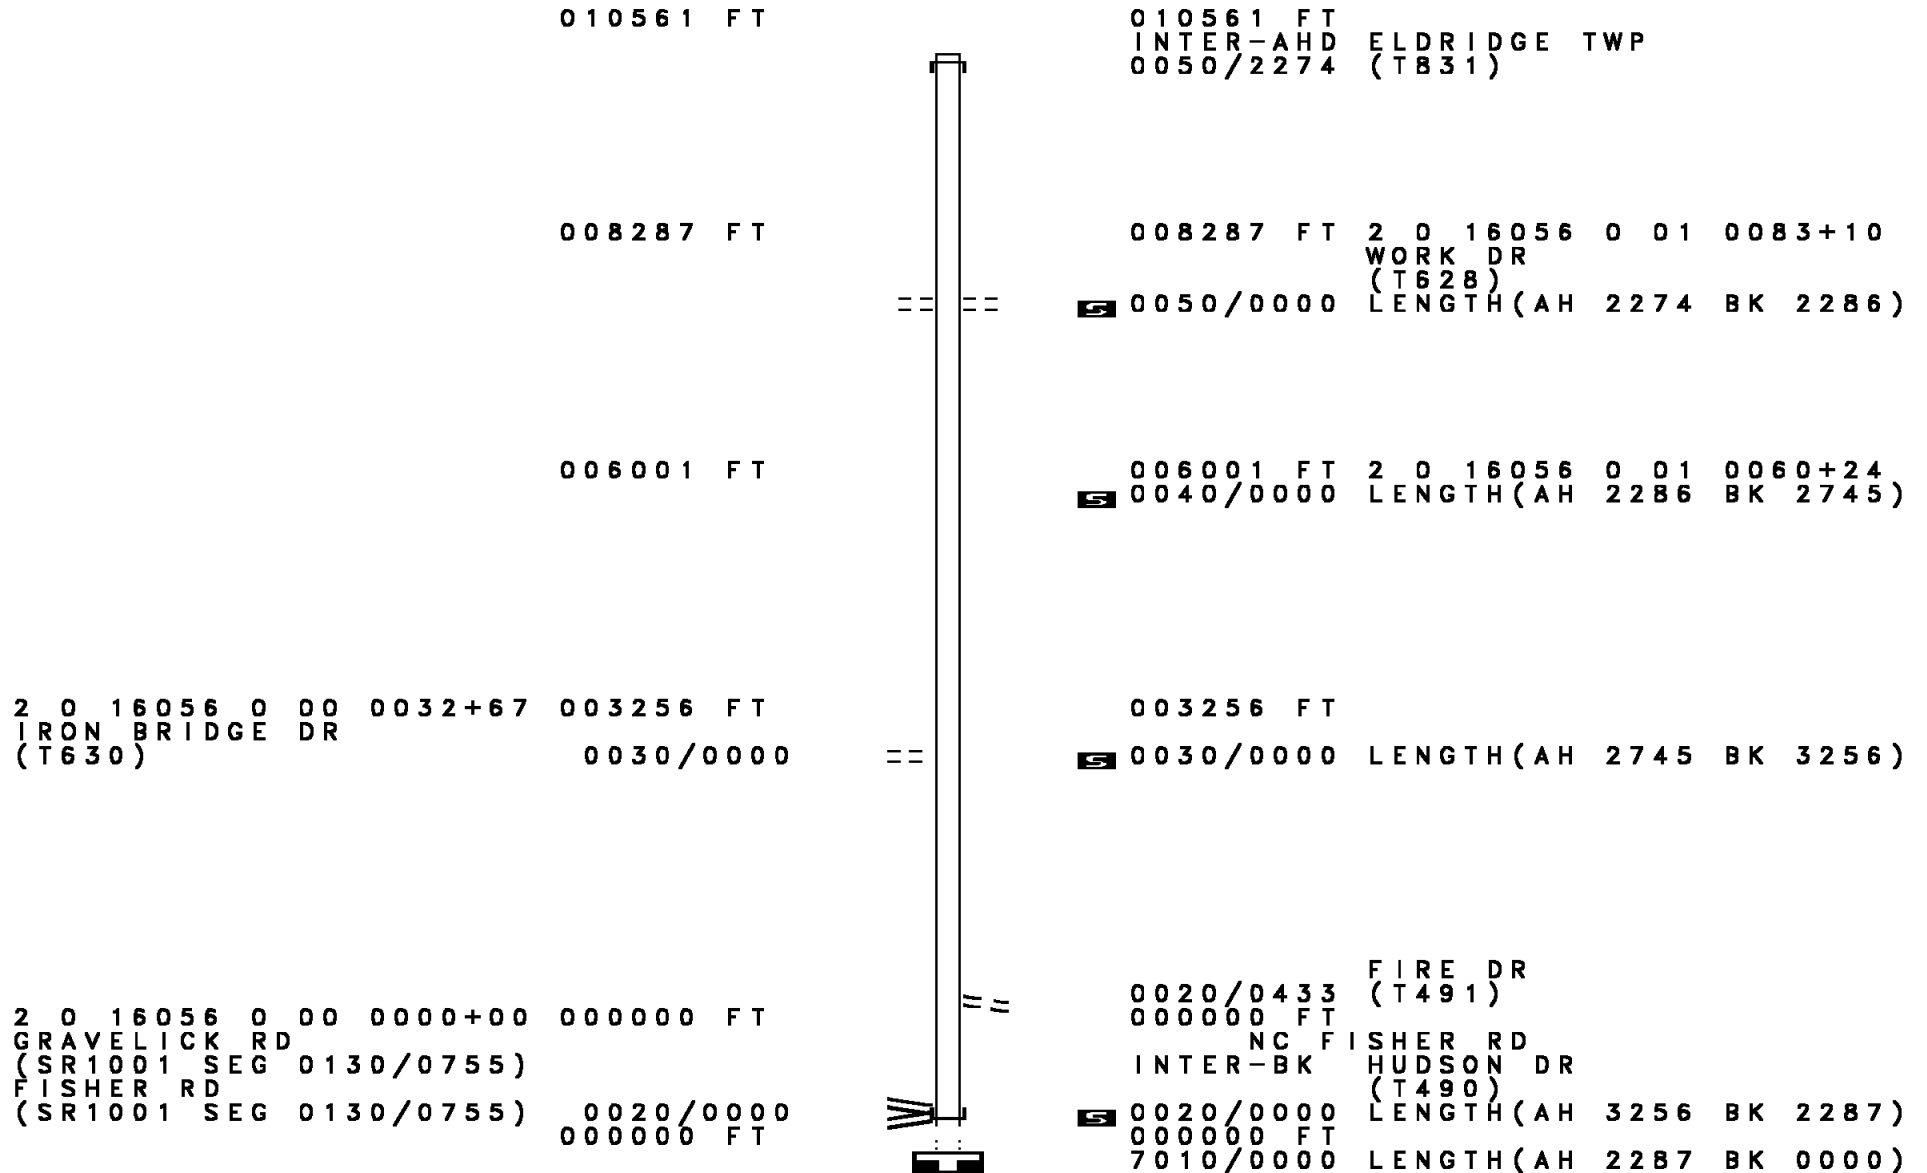 010561 FT 010561 FT
INTER-AHD ELDRIDGE TWP
0050/2274 (T831)
008287 FT 008287 FT 2 0 16056 0 01 0083+10
WORK DR
(T628)
S 0050/0000 LENGTH(AH 2274 BK 2286)
006001 FT 006001 FT 2 0 16056 0 01 0060+24
S 0040/0000 LENGTH(AH 2286 BK 2745)
2 0 16056 0 00 0032+67 003256 FT 003256 FT
IRON BRIDGE DR
(T630) 0030/0000 S 0030/0000 LENGTH(AH 2745 BK 3256)
FIRE DR
0020/0433 (T491)
2 0 16056 0 00 0000+00 000000 FT 000000 FT
GRAVELICK RD NC FISHER RD
(SR1001 SEG 0130/0755) INTER-BK HUDSON DR
FISHER RD (T490)
(SR1001 SEG 0130/0755) 0020/0000 S 0020/0000 LENGTH(AH 3256 BK 2287)
000000 FT 000000 FT
7010/0000 LENGTH(AH 2287 BK 0000)